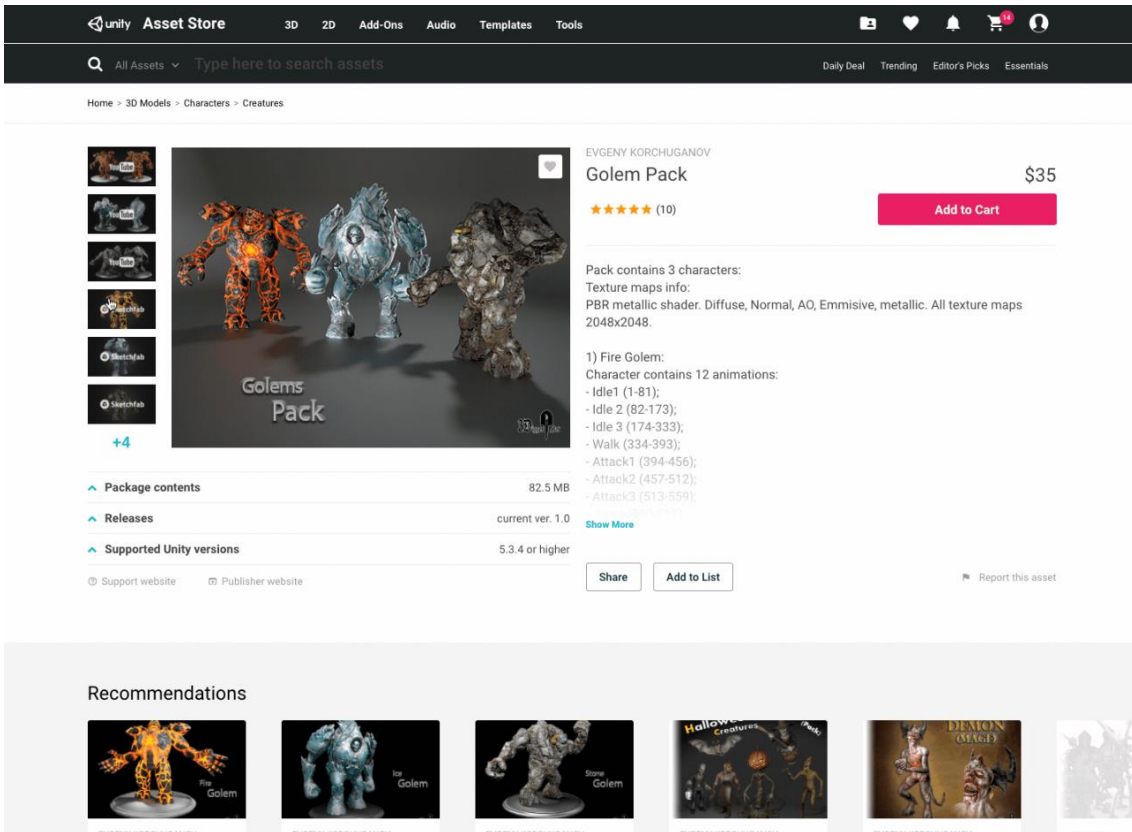 unity Asset Store 3D 2D Add-Ons Audio Templates Tools 14
All Assets Type here to search assets Daily Deal Trending Editor's Picks Essentials
Home > 3D Models > Characters > Creatures
YouTube
YouTube
YouTube
Sketchfab
Sketchfab
Sketchfab
+4
Golems
Pack
Package contents 82.5 MB
Releases current ver. 1.0
Supported Unity versions 5.3.4 or higher
Support website Publisher website
EVGENY KORCHUGANOV
Golem Pack $35
(10) Add to Cart
Pack contains 3 characters:
Texture maps info:
PBR metallic shader. Diffuse, Normal, AO, Emmisive, metallic. All texture maps
2048x2048.
1) Fire Golem:
Character contains 12 animations:
- Idle1 (1-81);
- Idle 2 (82-173);
- Idle 3 (174-333);
- Walk (334-393);
- Attack1 (394-456);
- Attack2 (457-512);
- Attack3 (513-559);
Show More
Share Add to List Report this asset
Recommendations
Fire
Golem
Ice
Golem
Stone
Golem
Creatures
(Pack)
DEMON
(MAGE)